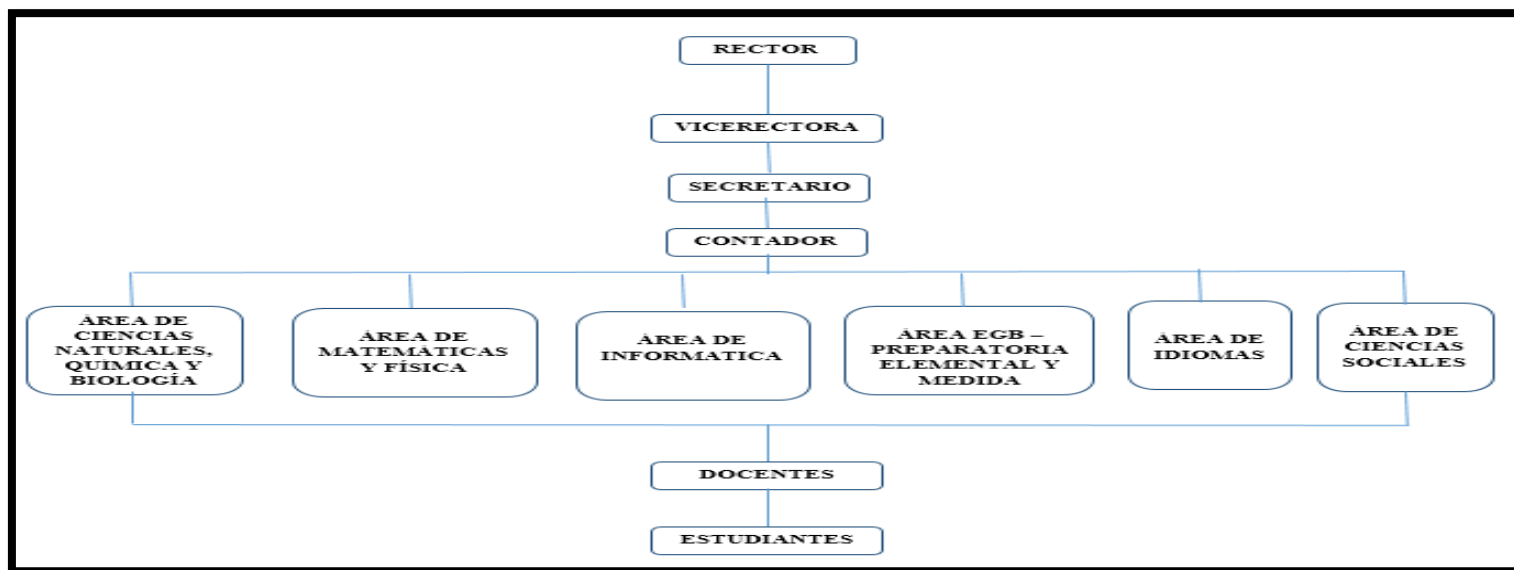 RECTOR
VICERECTORA
SECRETARIO
CONTADOR
ÁREA DE
CIENCIAS
NATURALES,
QUÍMICA Y
BIOLOGÍA
ÁREA DE
MATEMÁTICAS
Y FÍSICA
ÁREA DE
INFORMATICA
ÁREA EGB –
PREPARATORIA
ELEMENTAL Y
MEDIDA
ÁREA DE
IDIOMAS
ÁREA DE
CIENCIAS
SOCIALES
DOCENTES
ESTUDIANTES